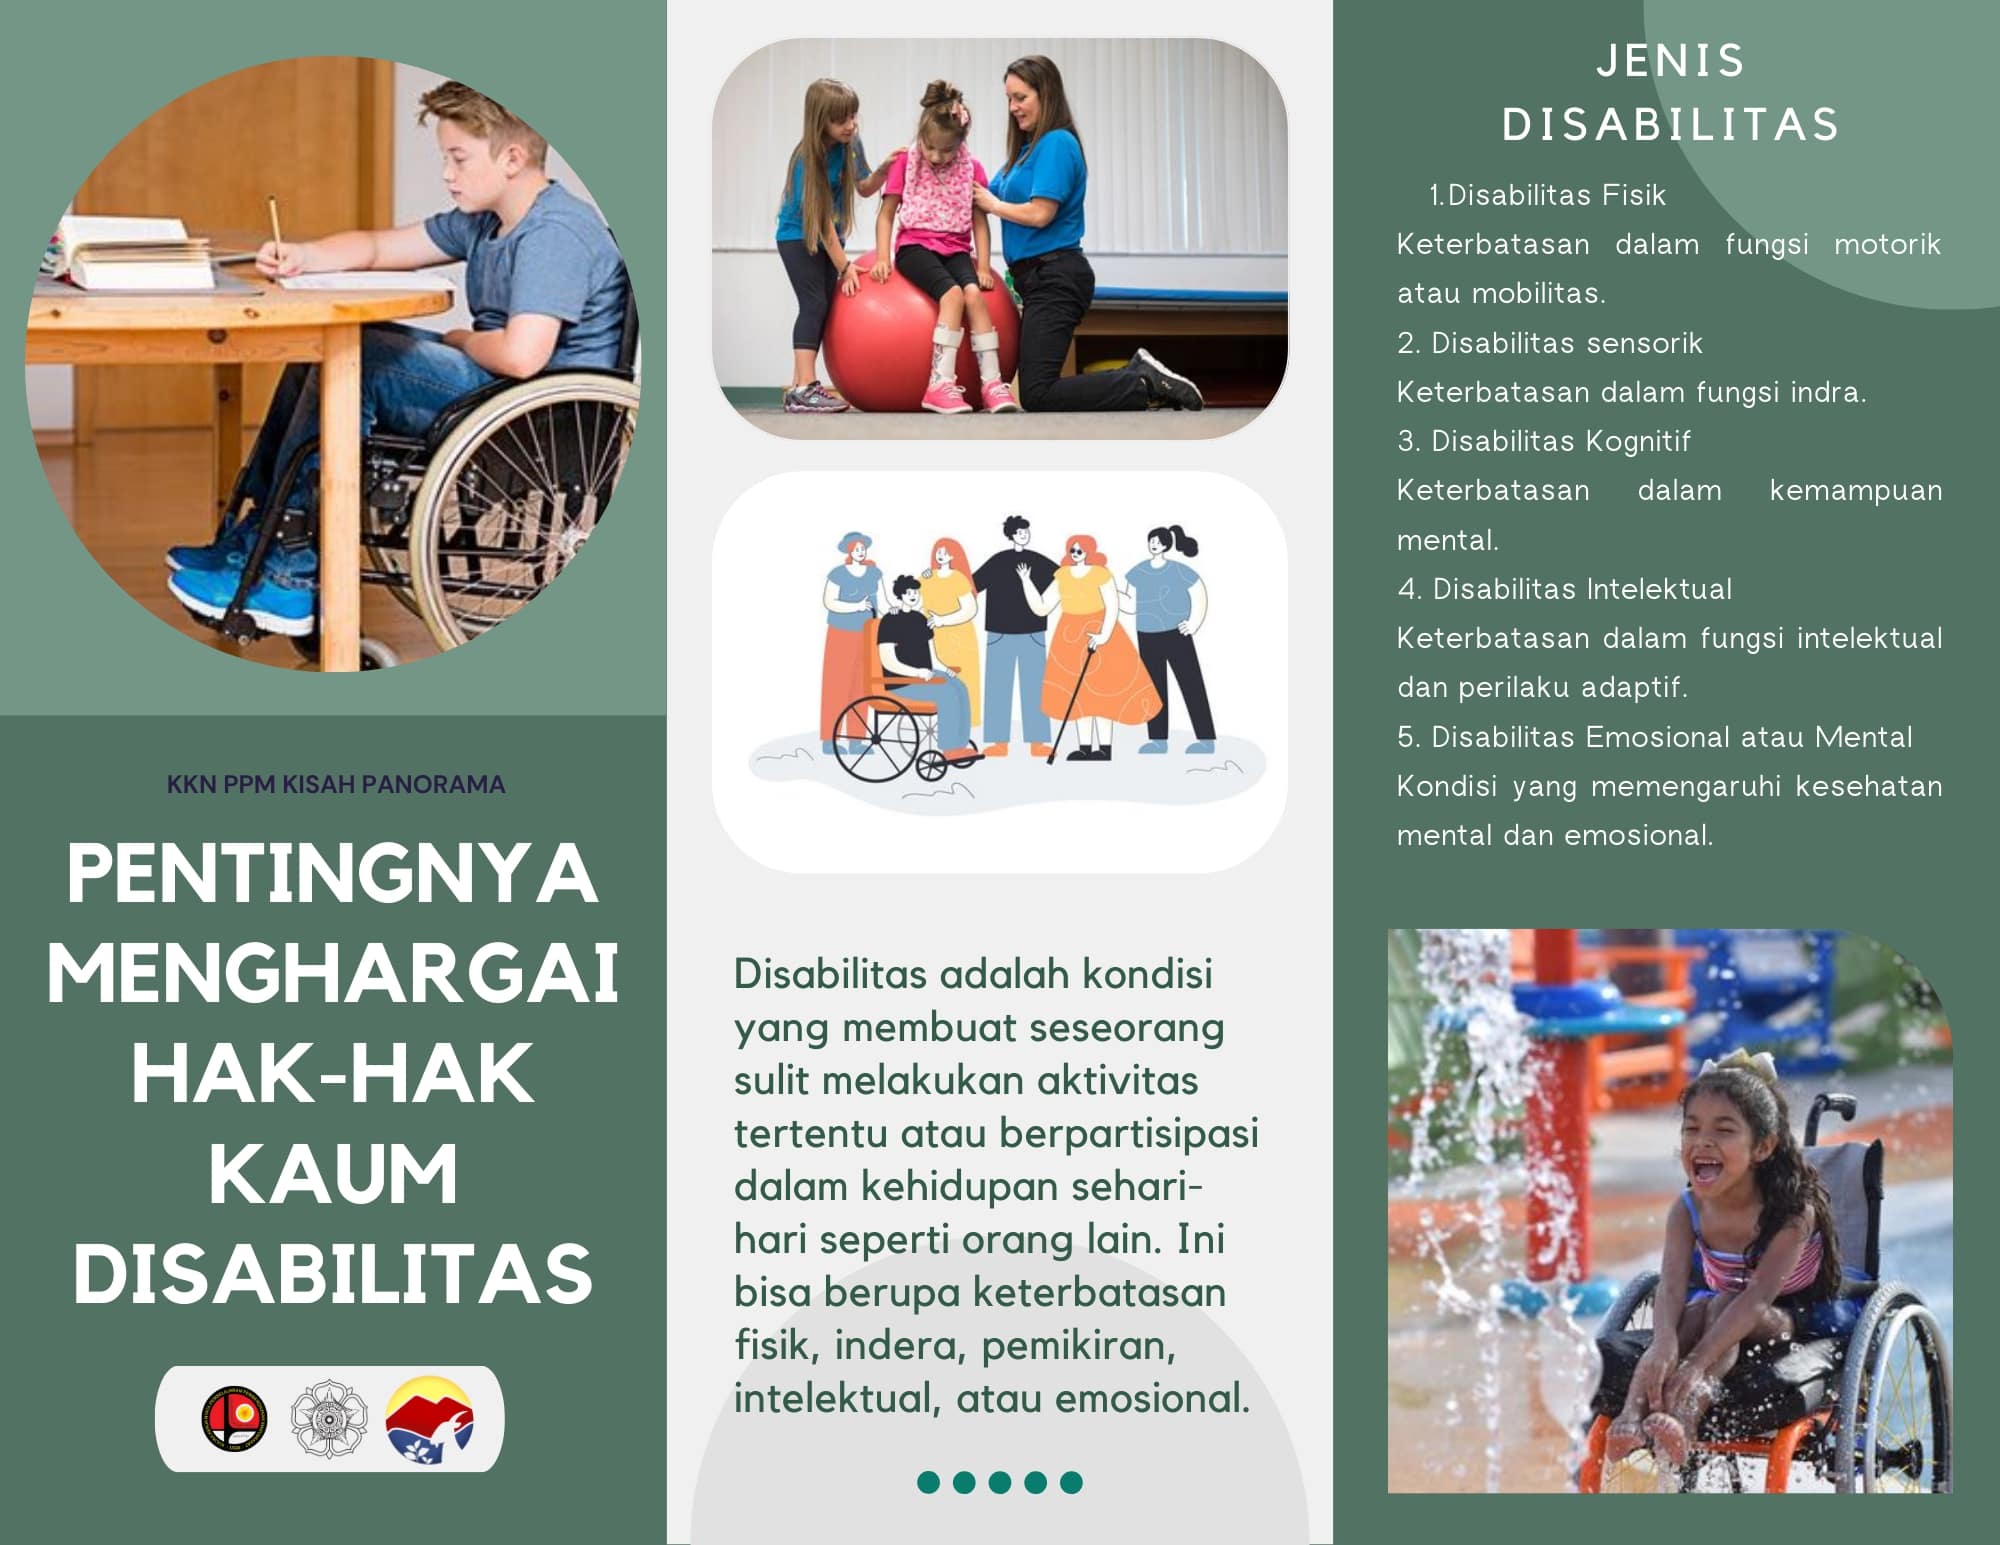 KKN PPM KISAH PANORAMA
PENTINGNYA
MENGHARGAI
HAK-HAK
KAUM
DISABILITAS
Disabilitas adalah kondisi
yang membuat seseorang
sulit melakukan aktivitas
tertentu atau berpartisipasi
dalam kehidupan sehari-
hari seperti orang lain. Ini
bisa berupa keterbatasan
fisik, indera, pemikiran,
intelektual, atau emosional.
JENIS
DISABILITAS
1.Disabilitas Fisik
Keterbatasan dalam fungsi motorik
atau mobilitas.
2. Disabilitas sensorik
Keterbatasan dalam fungsi indra.
3. Disabilitas Kognitif
Keterbatasan dalam kemampuan
mental.
4. Disabilitas Intelektual
Keterbatasan dalam fungsi intelektual
dan perilaku adaptif.
5. Disabilitas Emosional atau Mental
Kondisi yang memengaruhi kesehatan
mental dan emosional.